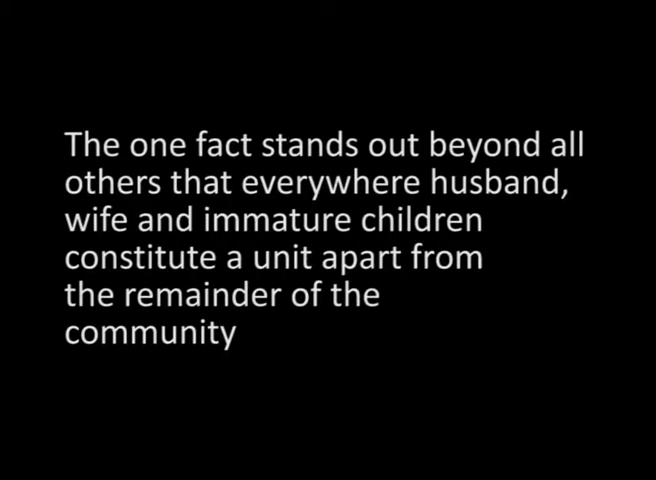 The one fact stands out beyond all
others that everywhere husband,
wife and immature children
constitute a unit apart from
the remainder of the
community